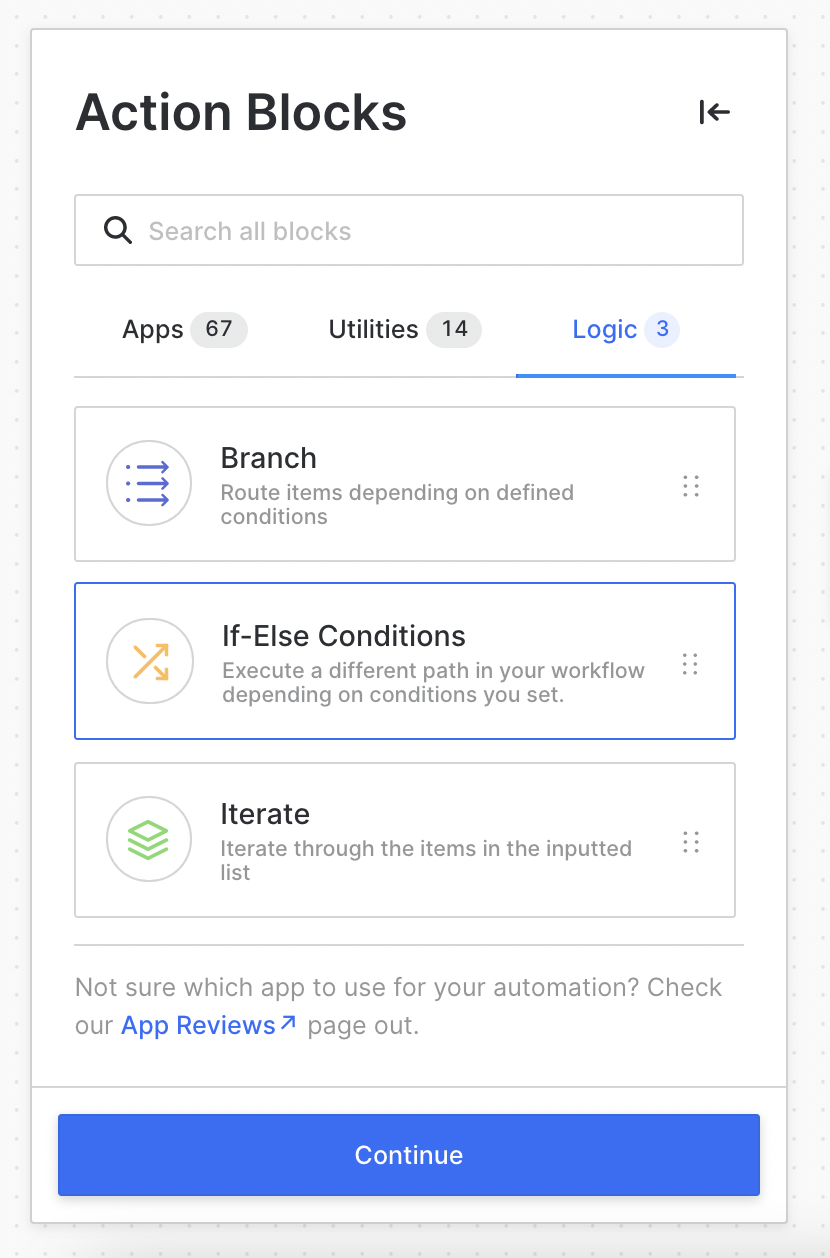 Action Blocks
Search all blocks
Apps 67 Utilities 14 Logic 3
Branch
Route items depending on defined
conditions
If-Else Conditions
Execute a different path in your workflow
depending on conditions you set.
Iterate
Iterate through the items in the inputted
list
Not sure which app to use for your automation? Check
our App Reviews↗ page out.
Continue